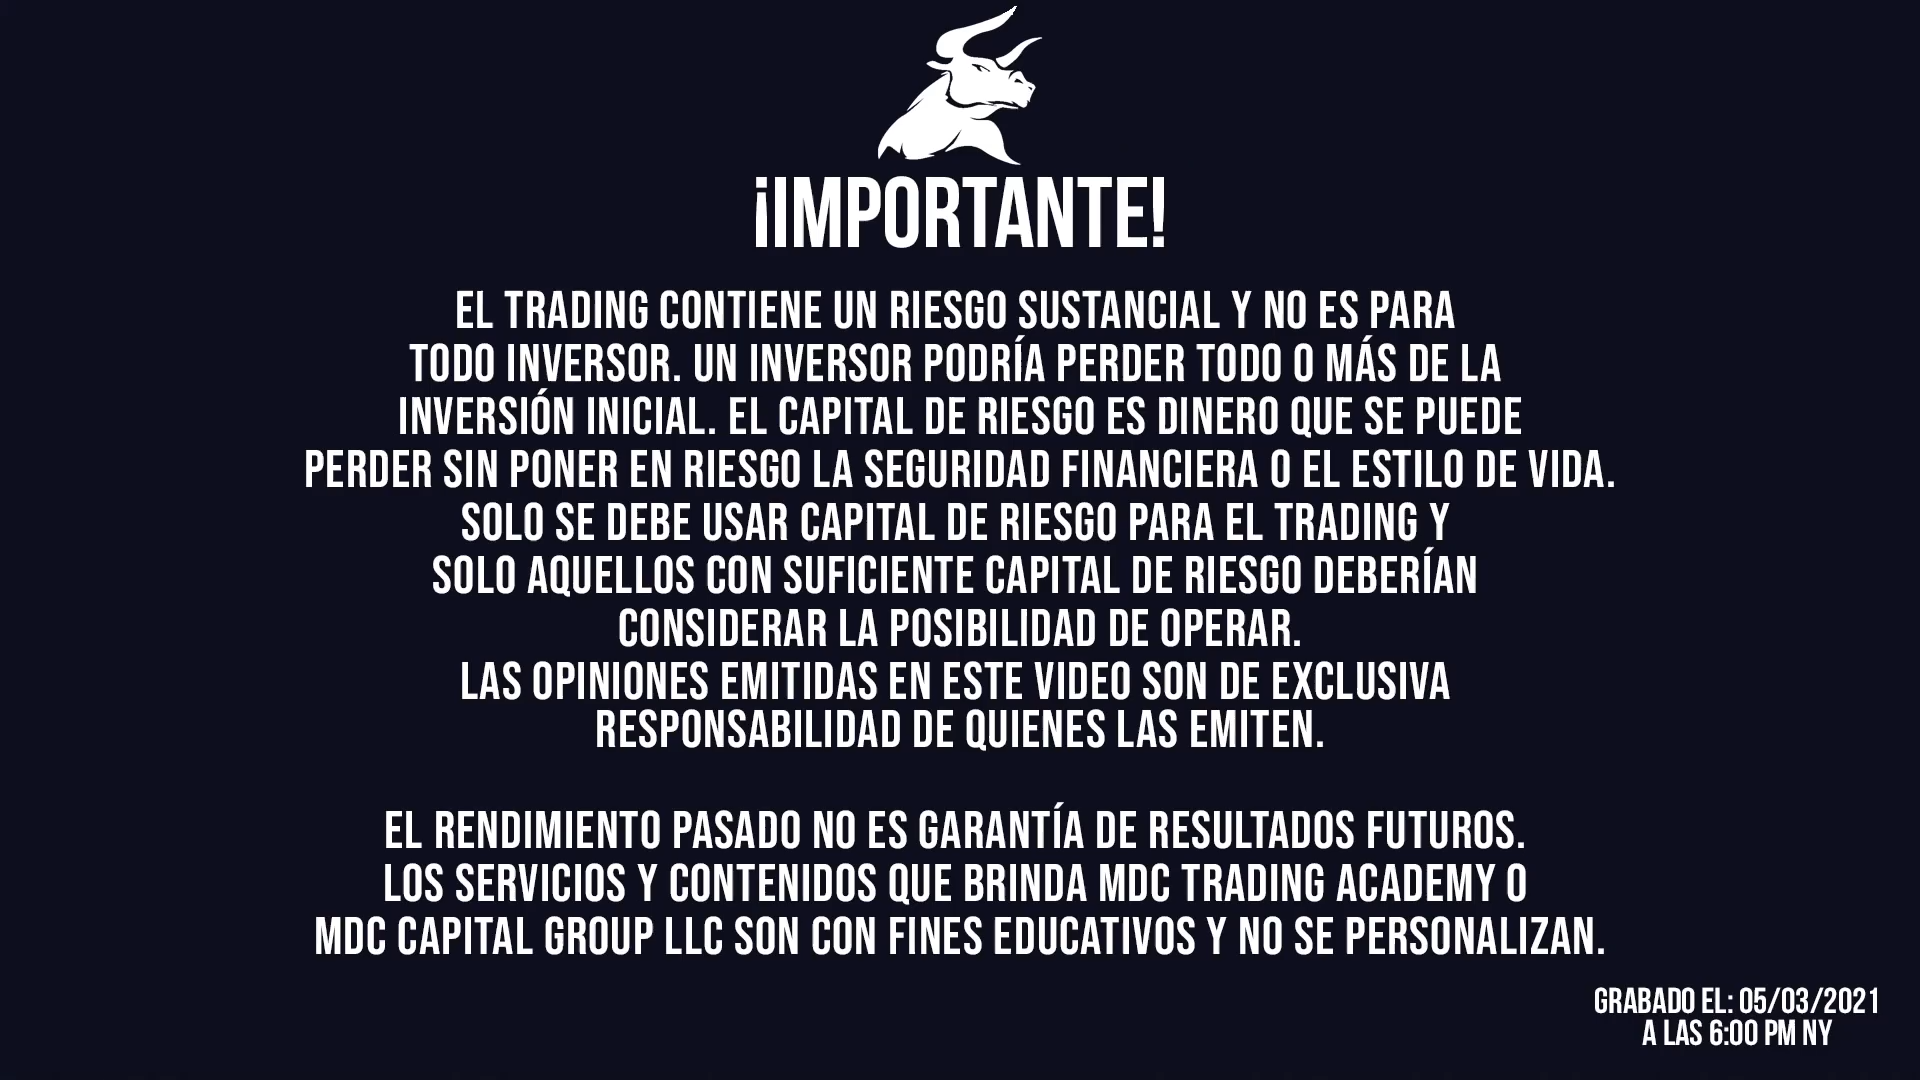 ¡IMPORTANTE!
EL TRADING CONTIENE UN RIESGO SUSTANCIAL Y NO ES PARA
TODO INVERSOR. UN INVERSOR PODRÍA PERDER TODO O MÁS DE LA
INVERSIÓN INICIAL. EL CAPITAL DE RIESGO ES DINERO QUE SE PUEDE
PERDER SIN PONER EN RIESGO LA SEGURIDAD FINANCIERA O EL ESTILO DE VIDA.
SOLO SE DEBE USAR CAPITAL DE RIESGO PARA EL TRADING Y
SOLO AQUELLOS CON SUFICIENTE CAPITAL DE RIESGO DEBERÍAN
CONSIDERAR LA POSIBILIDAD DE OPERAR.
LAS OPINIONES EMITIDAS EN ESTE VIDEO SON DE EXCLUSIVA
RESPONSABILIDAD DE QUIENES LAS EMITEN.
EL RENDIMIENTO PASADO NO ES GARANTÍA DE RESULTADOS FUTUROS.
LOS SERVICIOS Y CONTENIDOS QUE BRINDA MDC TRADING ACADEMY O
MDC CAPITAL GROUP LLC SON CON FINES EDUCATIVOS Y NO SE PERSONALIZAN.
GRABADO EL: 05/03/2021
A LAS 6:00 PM NY